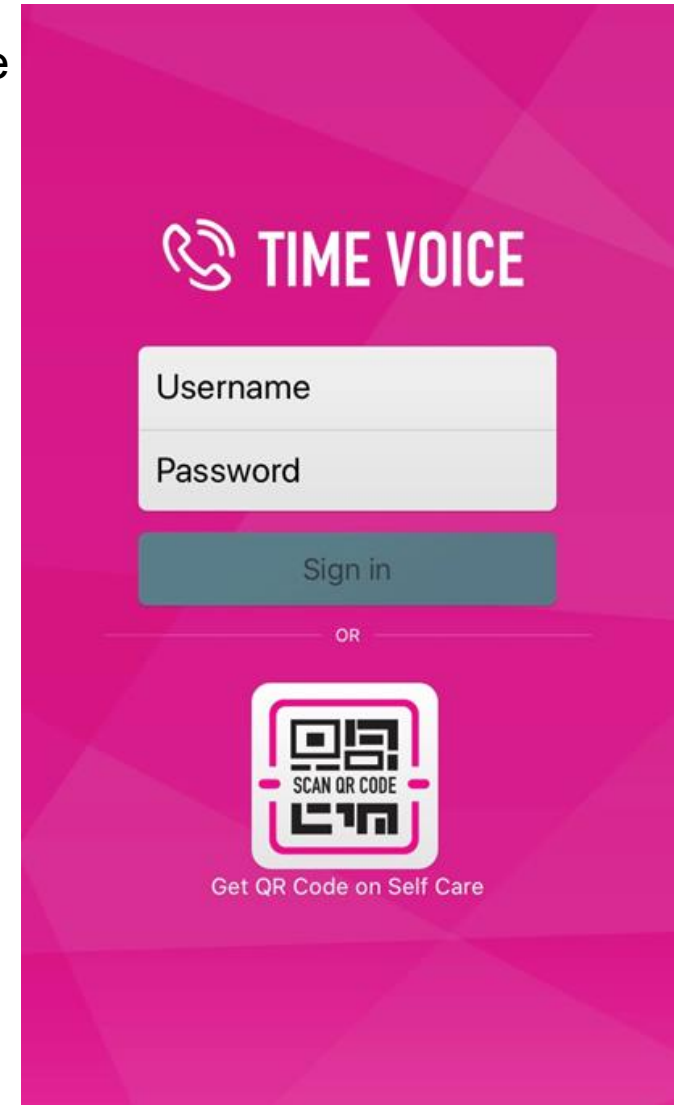 e
TIME VOICE
Username
Password
Sign in
OR
SCAN QR CODE
Get QR Code on Self Care